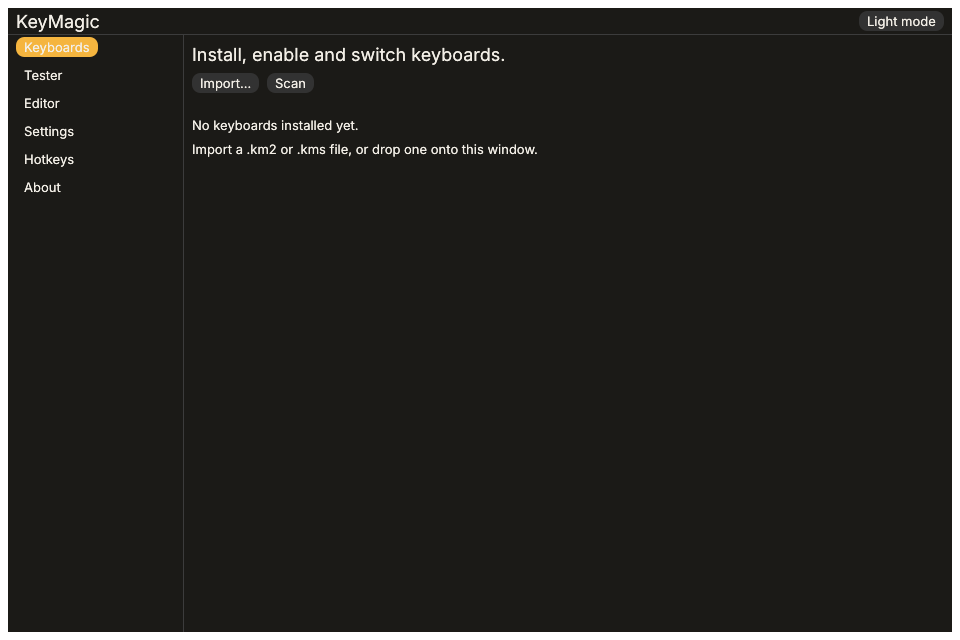 KeyMagic
Light mode
Keyboards
Tester
Editor
Settings
Hotkeys
About
Install, enable and switch keyboards.
Import...
Scan
No keyboards installed yet.
Import a .km2 or .kms file, or drop one onto this window.